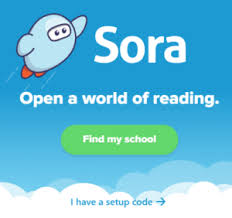 Sora
Open a world of reading.
Find my school
I have a setup code →